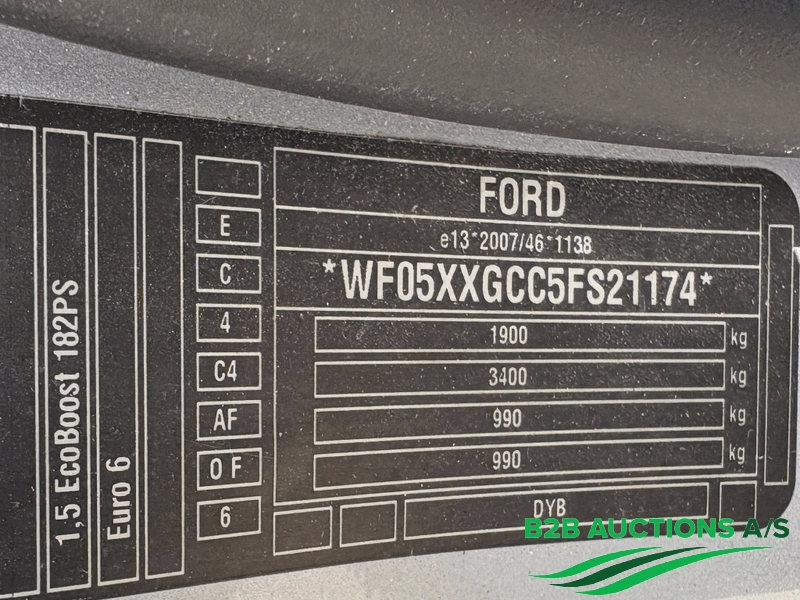 1,5 EcoBoost 182PS
Euro 6
E
C
4
C4
AF
O F
6
FORD
e13*2007/46*1138
*WF05XXGCC5FS21174*
1900 kg
3400 kg
990 kg
990 kg
DYB
B2B AUCTIONS A/S